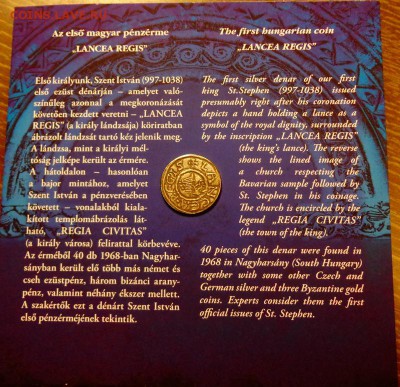 Az első magyar pénzérme
„LANCEA REGIS”
Első királyunk, Szent István (997-1038)
első ezüst dénárján – amelyet való-
színűleg azonnal a megkoronázását
követően kezdett veretni – „LANCEA
REGIS” (a király lándzsája) köriratban
ábrázolt lándzsát tartó kéz jelenik meg.
A lándzsa, mint a királyi mél-
tóság jelképe került az érmére.
A hátoldalon – hasonlóan
a bajor mintához, amelyet
Szent István a pénzverésében
követett – vonalakból kiala-
kított templomábrázolás lát-
ható, „REGIA CIVITAS”
(a király városa) felirattal körbevéve.
Az érméből 40 db 1968-ban Nagyhar-
sányban került elő több más német és
cseh ezüstpénz, három bizánci arany-
pénz, valamint néhány ékszer mellett.
A szakértők ezt a dénárt Szent István
első pénzérméjének tekintik.
The first hungarian coin
„LANCEA REGIS”
The first silver denar of our first
king St.Stephen (997-1038) issued
presumably right after his coronation
depicts a hand holding a lance as a
symbol of the royal dignity, surrounded
by the inscription „LANCEA REGIS”
(the king's lance). The reverse
shows the lined image of
a church respecting the
Bavarian sample followed by
St. Stephen in his coinage.
The church is encircled by the
legend „REGIA CIVITAS”
(the town of the king).
40 pieces of this denar were found in
1968 in Nagyharsány (South Hungary)
together with some other Czech and
German silver and three Byzantine gold
coins. Experts consider them the first
official issues of St. Stephen.